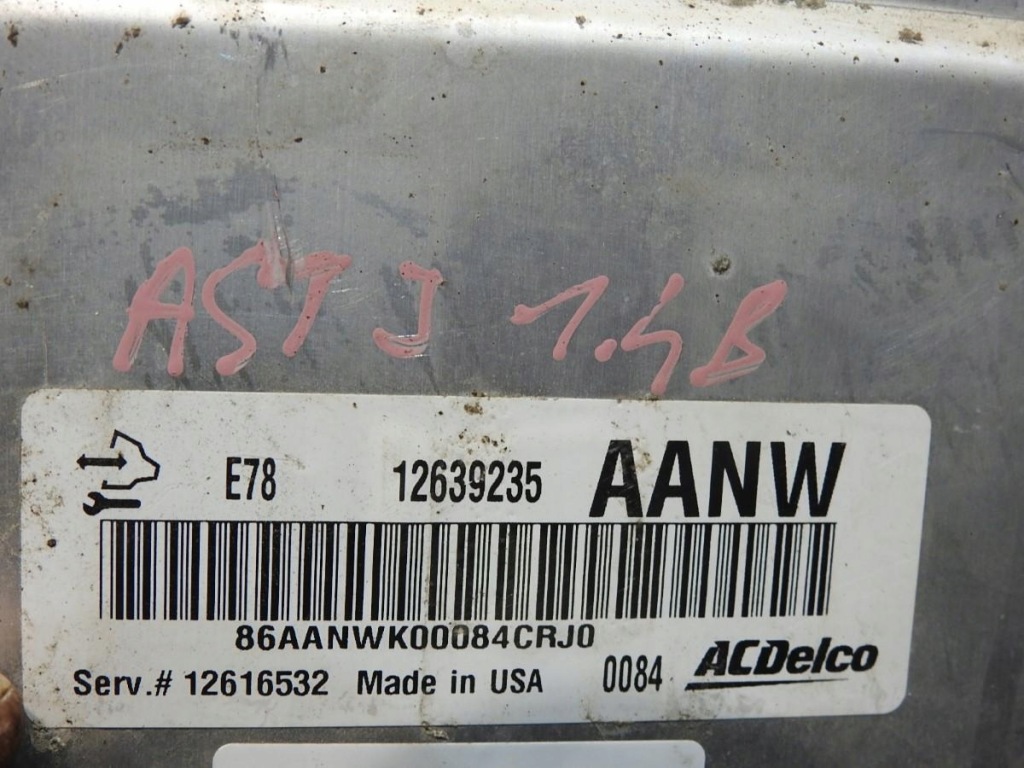 AST J 1.4B
E78 12639235 AANW
86AANWK00084CRJ0
Serv.# 12616532 Made in USA 0084 ACDelco